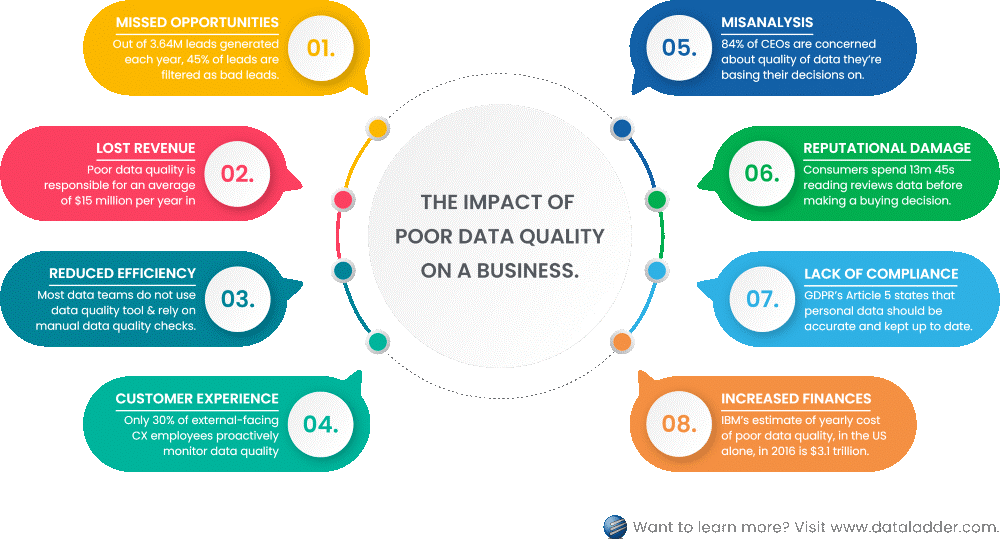 MISSED OPPORTUNITIES
Out of 3.64M leads generated
each year, 45% of leads are
filtered as bad leads.
01.
LOST REVENUE
Poor data quality is
responsible for an average
of $15 million per year in
02.
REDUCED EFFICIENCY
Most data teams do not use
data quality tool & rely on
manual data quality checks.
03.
CUSTOMER EXPERIENCE
Only 30% of external-facing
CX employees proactively
monitor data quality
04.
THE IMPACT OF
POOR DATA QUALITY
ON A BUSINESS.
05.
MISANALYSIS
84% of CEOs are concerned
about quality of data they're
basing their decisions on.
06.
REPUTATIONAL DAMAGE
Consumers spend 13m 45s
reading reviews data before
making a buying decision.
07.
LACK OF COMPLIANCE
GDPR's Article 5 states that
personal data should be
accurate and kept up to date.
08.
INCREASED FINANCES
IBM's estimate of yearly cost
of poor data quality, in the US
alone, in 2016 is $3.1 trillion.
Want to learn more? Visit www.dataladder.com.